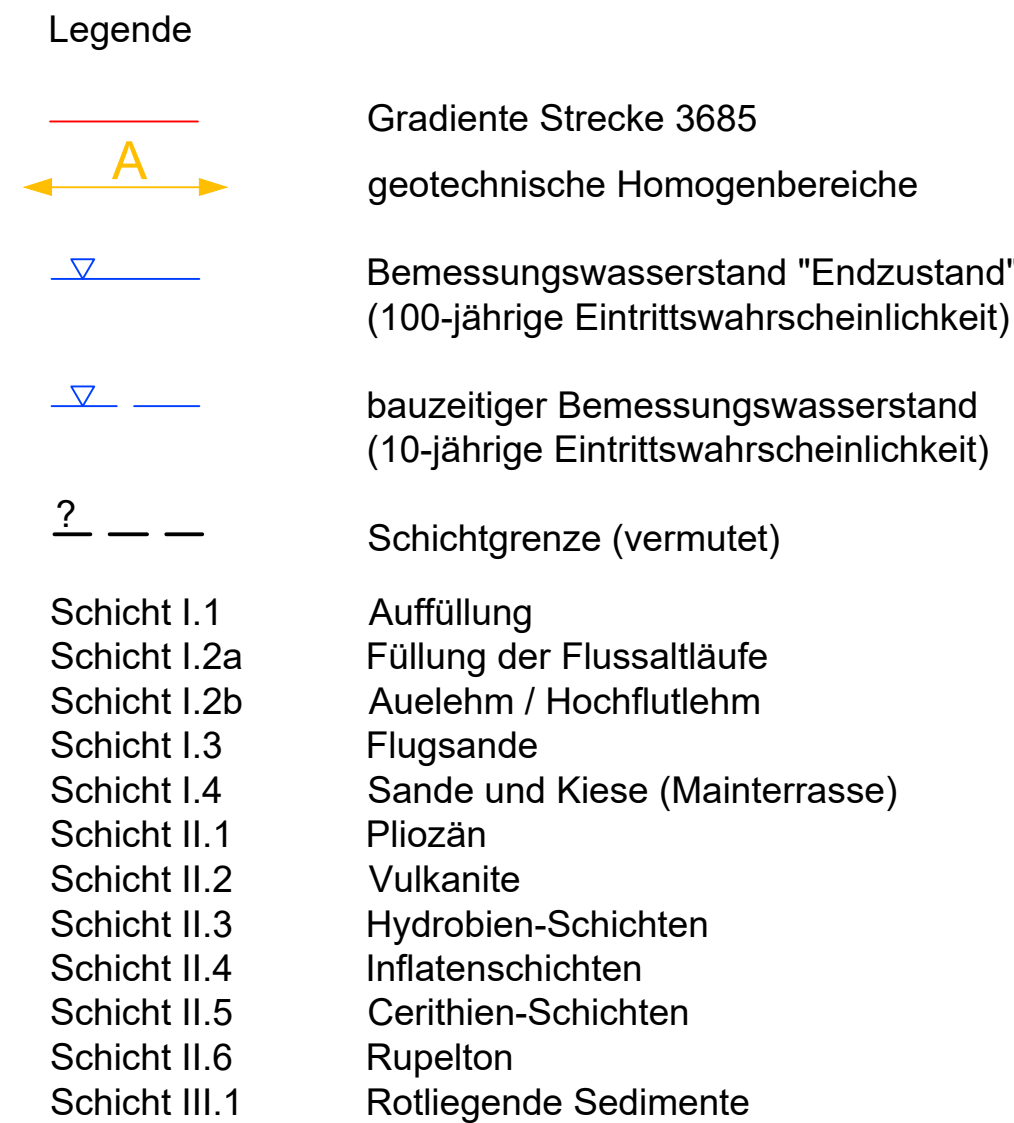 Legende
Gradiente Strecke 3685
A
geotechnische Homogenbereiche
Bemessungswasserstand "Endzustand"
(100-jährige Eintrittswahrscheinlichkeit)
bauzeitiger Bemessungswasserstand
(10-jährige Eintrittswahrscheinlichkeit)
?
Schichtgrenze (vermutet)
Schicht I.1 Auffüllung
Schicht I.2a Füllung der Flussaltläufe
Schicht I.2b Auelehm / Hochflutlehm
Schicht I.3 Flugsande
Schicht I.4 Sande und Kiese (Mainterrasse)
Schicht II.1 Pliozän
Schicht II.2 Vulkanite
Schicht II.3 Hydrobien-Schichten
Schicht II.4 Inflatenschichten
Schicht II.5 Cerithien-Schichten
Schicht II.6 Rupelton
Schicht III.1 Rotliegende Sedimente